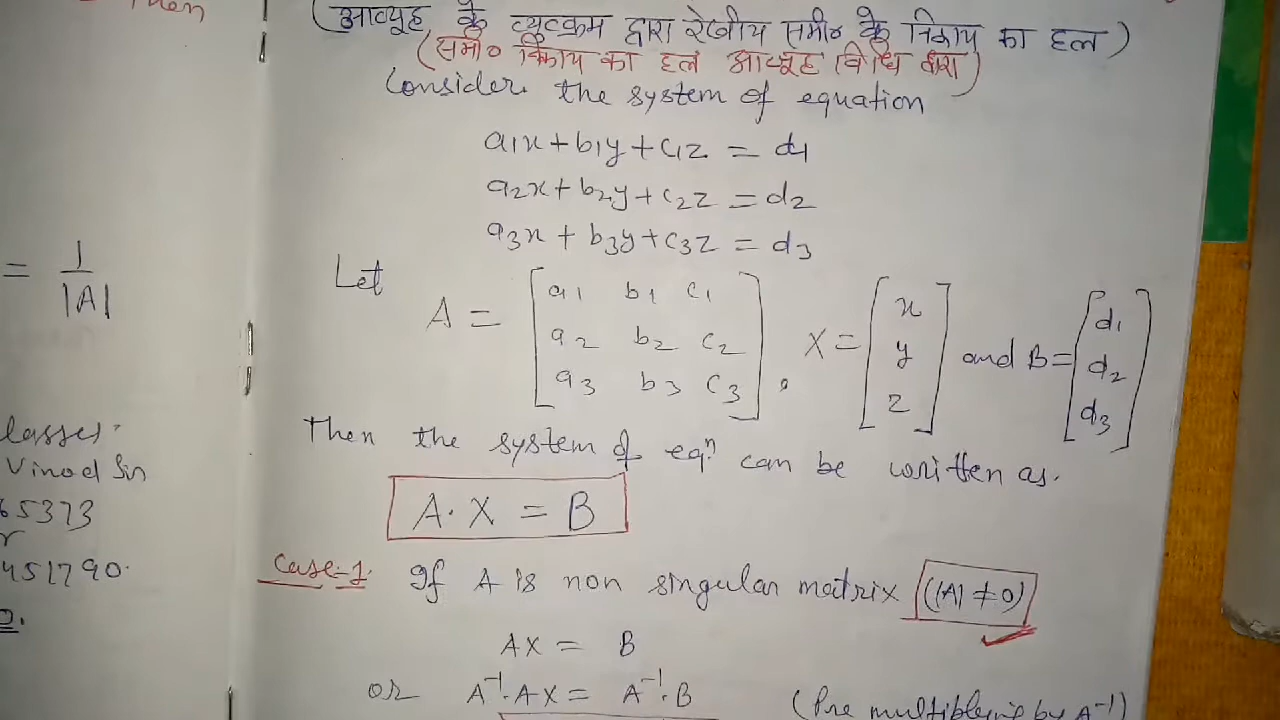 Then
= 1/|A|
lasses
Vinod Sir
65373
451790.
(आव्यूह के व्युत्क्रम द्वारा रेखीय समी० के निकाय का हल)
(समी० निकाय का हल आव्यूह विधि द्वारा)
Consider the system of equation
a1x + b1y + c1z = d1
a2x + b2y + c2z = d2
a3x + b3y + c3z = d3
Let
A = [a1 b1 c1
a2 b2 c2
a3 b3 c3], X = [x
y
z] and B = [d1
d2
d3]
Then the system of eqn can be written as.
A. X = B
Case-1. If A is non singular matrix (|A| ≠ 0)
AX = B
or A⁻¹. AX = A⁻¹. B (Pre multiblying by A⁻¹)